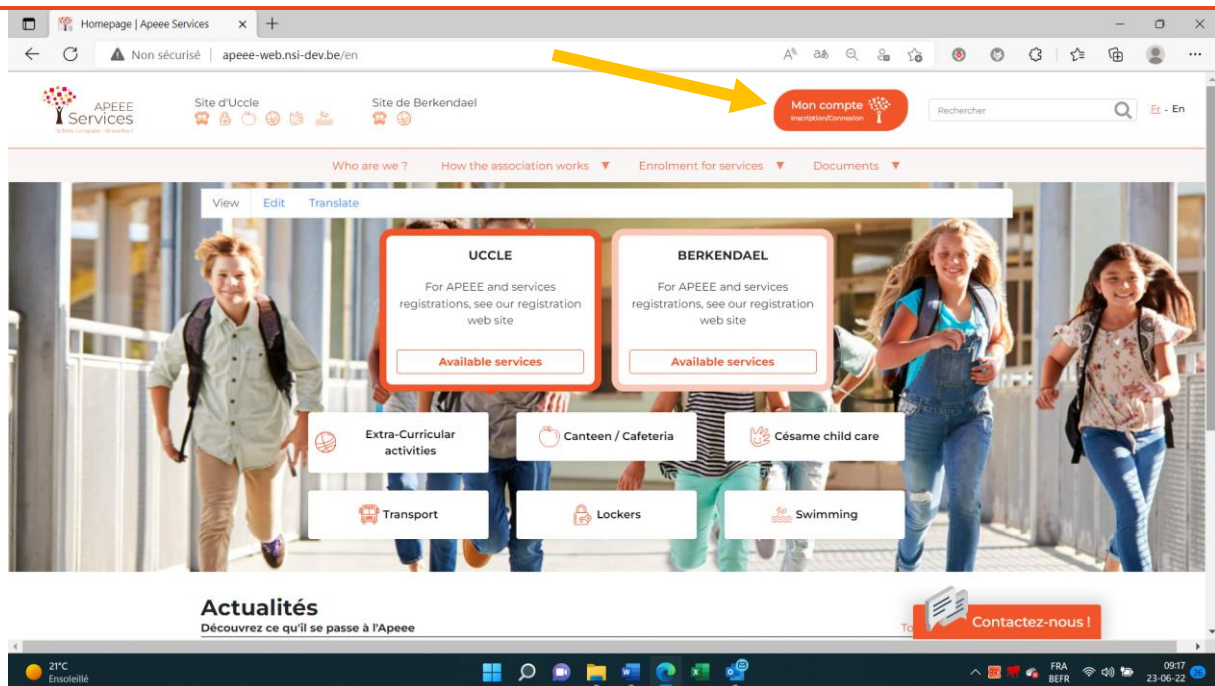 Homepage | Apeee Services
Non sécurisé | apeee-web.nsi-dev.be/en
APEEE
Services
Site d'Uccle
Site de Berkendael
Mon compte
Inscription/Connexion
Rechercher
Fr - En
Who are we ?
How the association works ▼
Enrolment for services ▼
Documents ▼
View
Edit
Translate
UCCLE
For APEEE and services
registrations, see our registration
web site
Available services
BERKENDAEL
For APEEE and services
registrations, see our registration
web site
Available services
Extra-Curricular
activities
Canteen / Cafeteria
Césame child care
Transport
Lockers
Swimming
Actualités
Découvrez ce qu'il se passe à l'Apeee
To
Contactez-nous !
21°C
Ensoleillé
FRA
BEFR
09:17
23-06-22